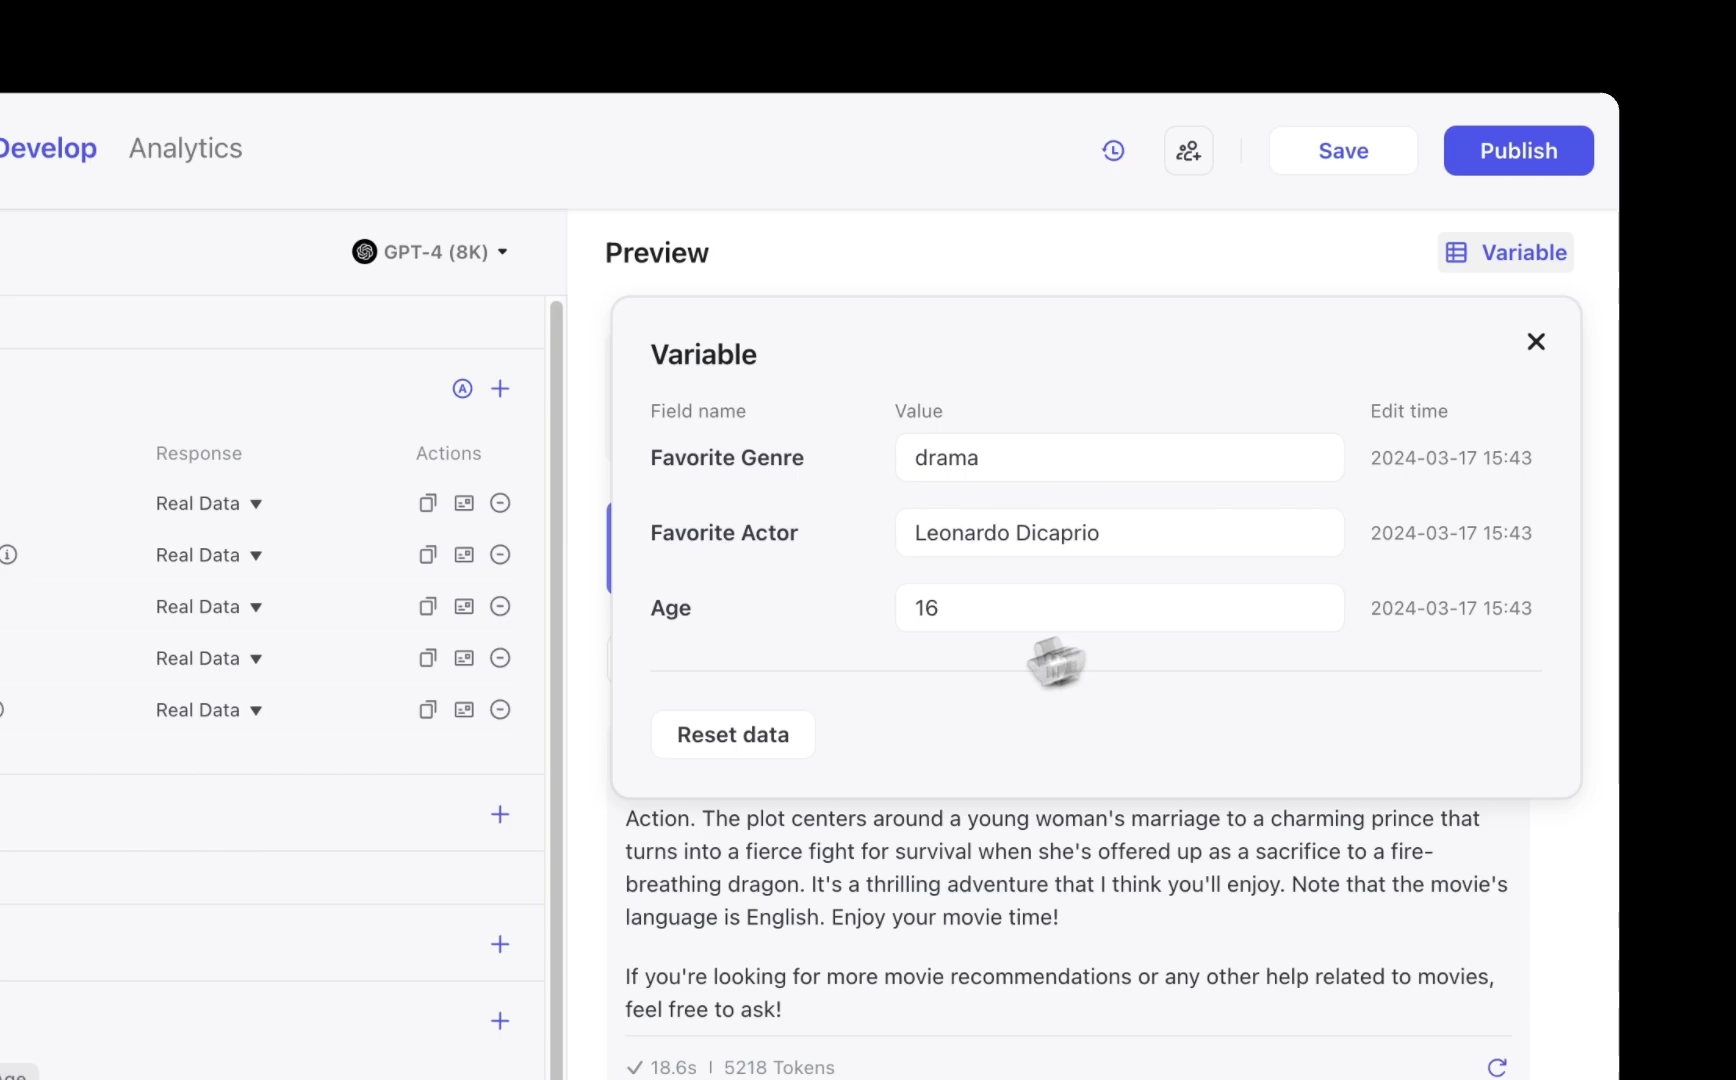 Develop Analytics Save Publish
GPT-4 (8K) Preview Variable
Variable
Field name Value Edit time
Favorite Genre drama 2024-03-17 15:43
Favorite Actor Leonardo Dicaprio 2024-03-17 15:43
Age 16 2024-03-17 15:43
Reset data
Response Actions
Real Data
Real Data
Real Data
Real Data
Real Data
Action. The plot centers around a young woman's marriage to a charming prince that
turns into a fierce fight for survival when she's offered up as a sacrifice to a fire-
breathing dragon. It's a thrilling adventure that I think you'll enjoy. Note that the movie's
language is English. Enjoy your movie time!
If you're looking for more movie recommendations or any other help related to movies,
feel free to ask!
18.6s | 5218 Tokens